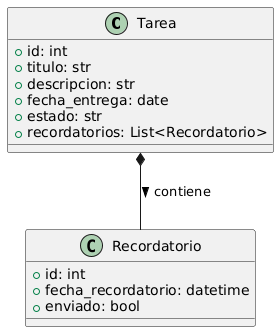 C Tarea
id: int
titulo: str
descripcion: str
fecha_entrega: date
estado: str
recordatorios: List<Recordatorio>
contiene
C Recordatorio
id: int
fecha_recordatorio: datetime
enviado: bool